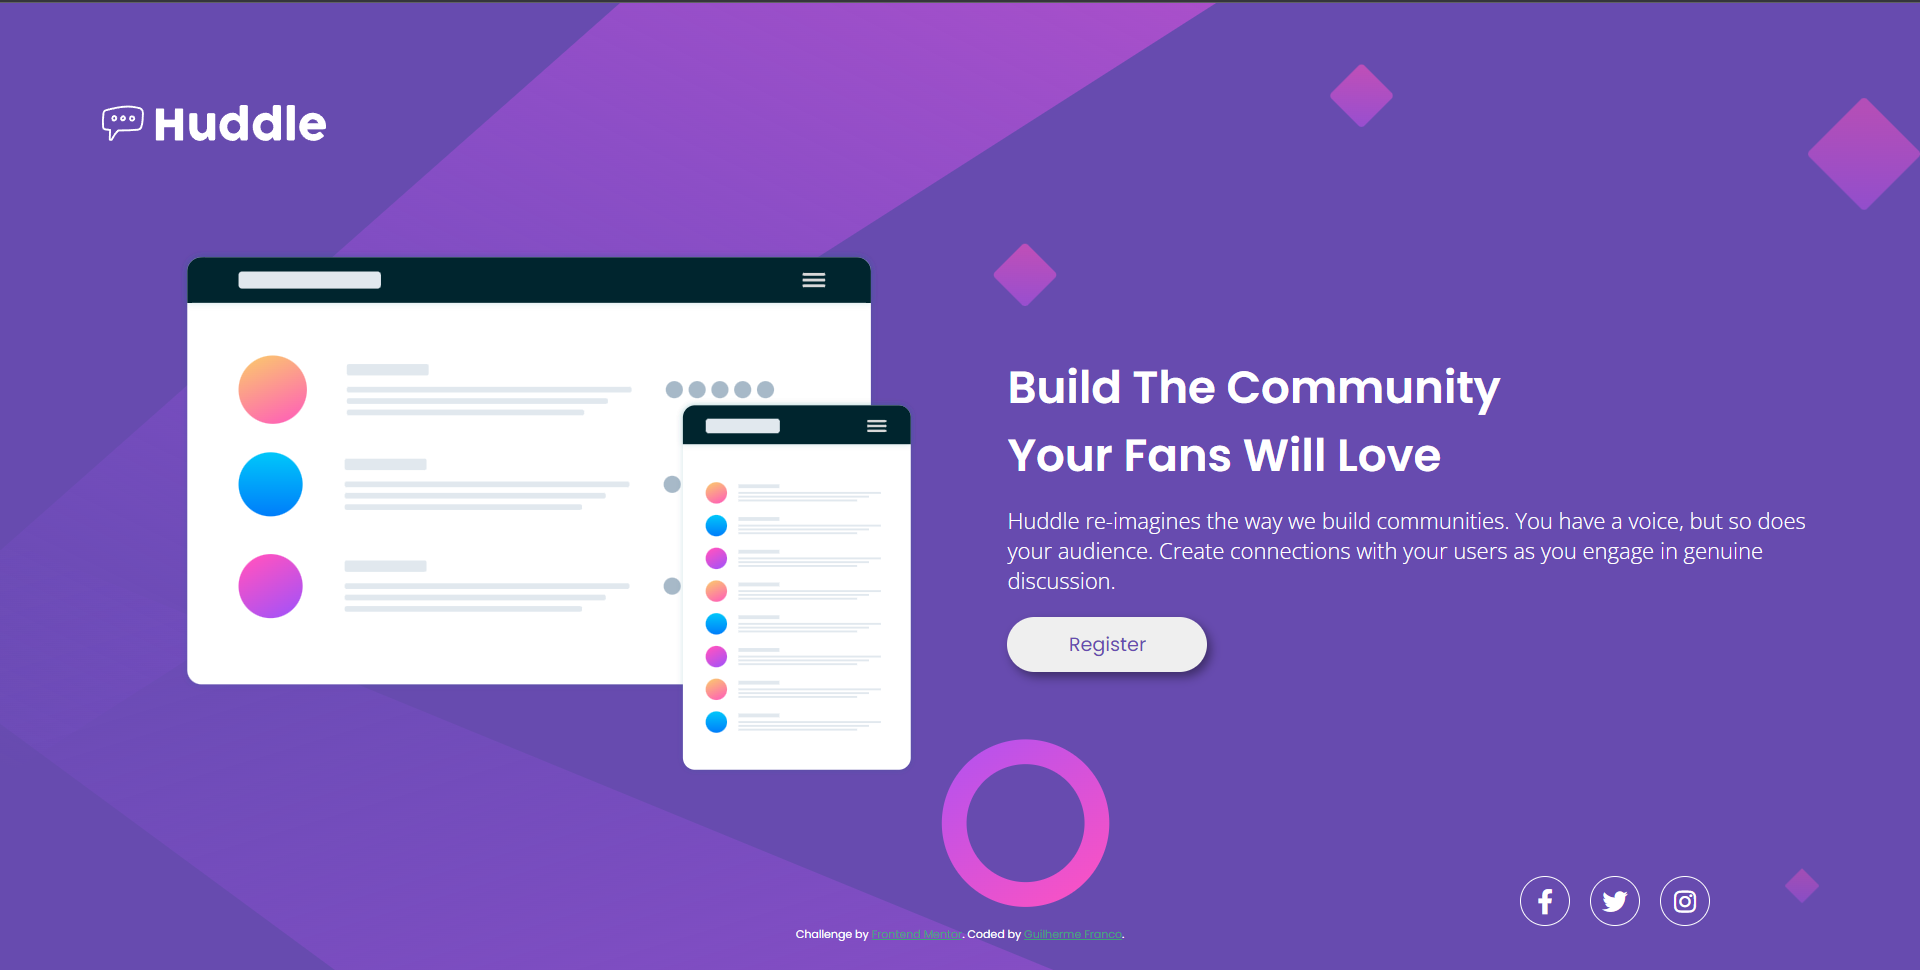 Huddle
Build The Community
Your Fans Will Love
Huddle re-imagines the way we build communities. You have a voice, but so does
your audience. Create connections with your users as you engage in genuine
discussion.
Register
Challenge by Frontend Mentor. Coded by Guilherme Franco.